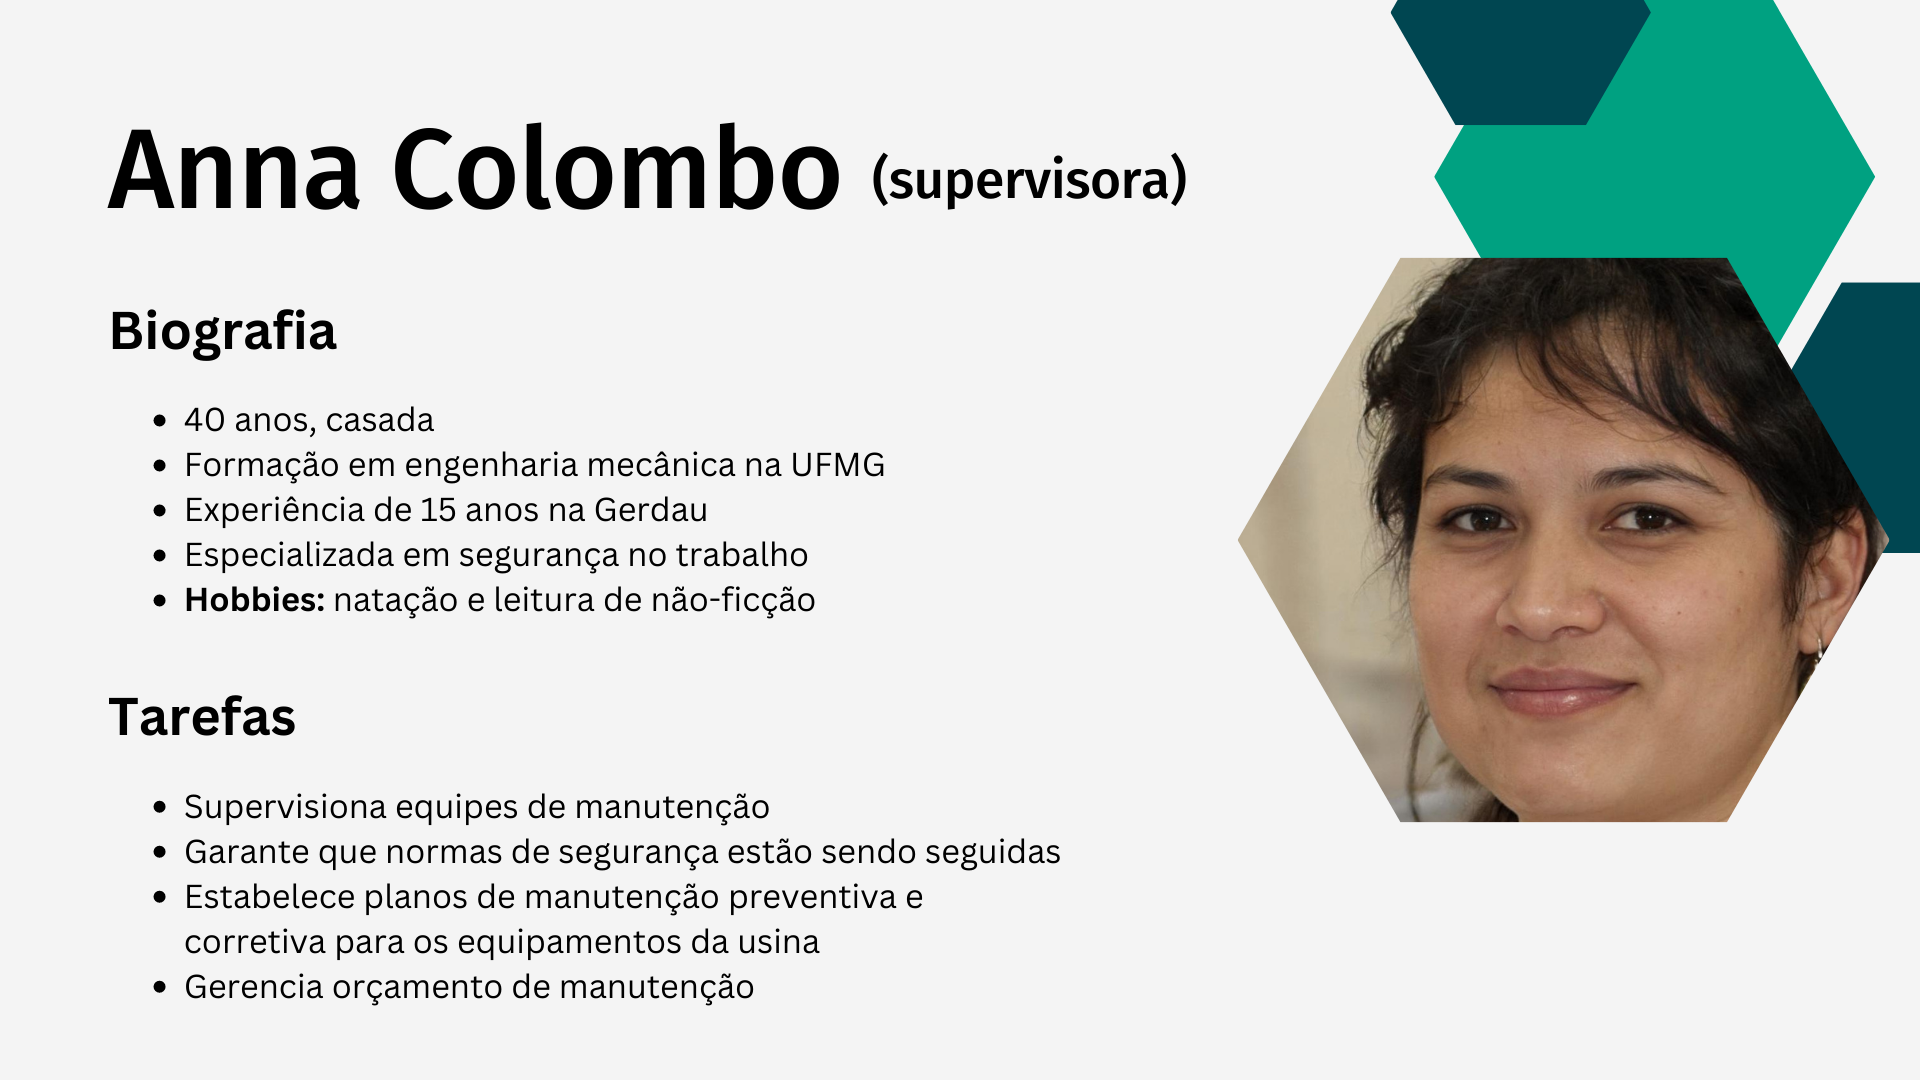 Anna Colombo (supervisora)
Biografia
• 40 anos, casada
• Formação em engenharia mecânica na UFMG
• Experiência de 15 anos na Gerdau
• Especializada em segurança no trabalho
• Hobbies: natação e leitura de não-ficção
Tarefas
• Supervisiona equipes de manutenção
• Garante que normas de segurança estão sendo seguidas
• Estabelece planos de manutenção preventiva e
corretiva para os equipamentos da usina
• Gerencia orçamento de manutenção